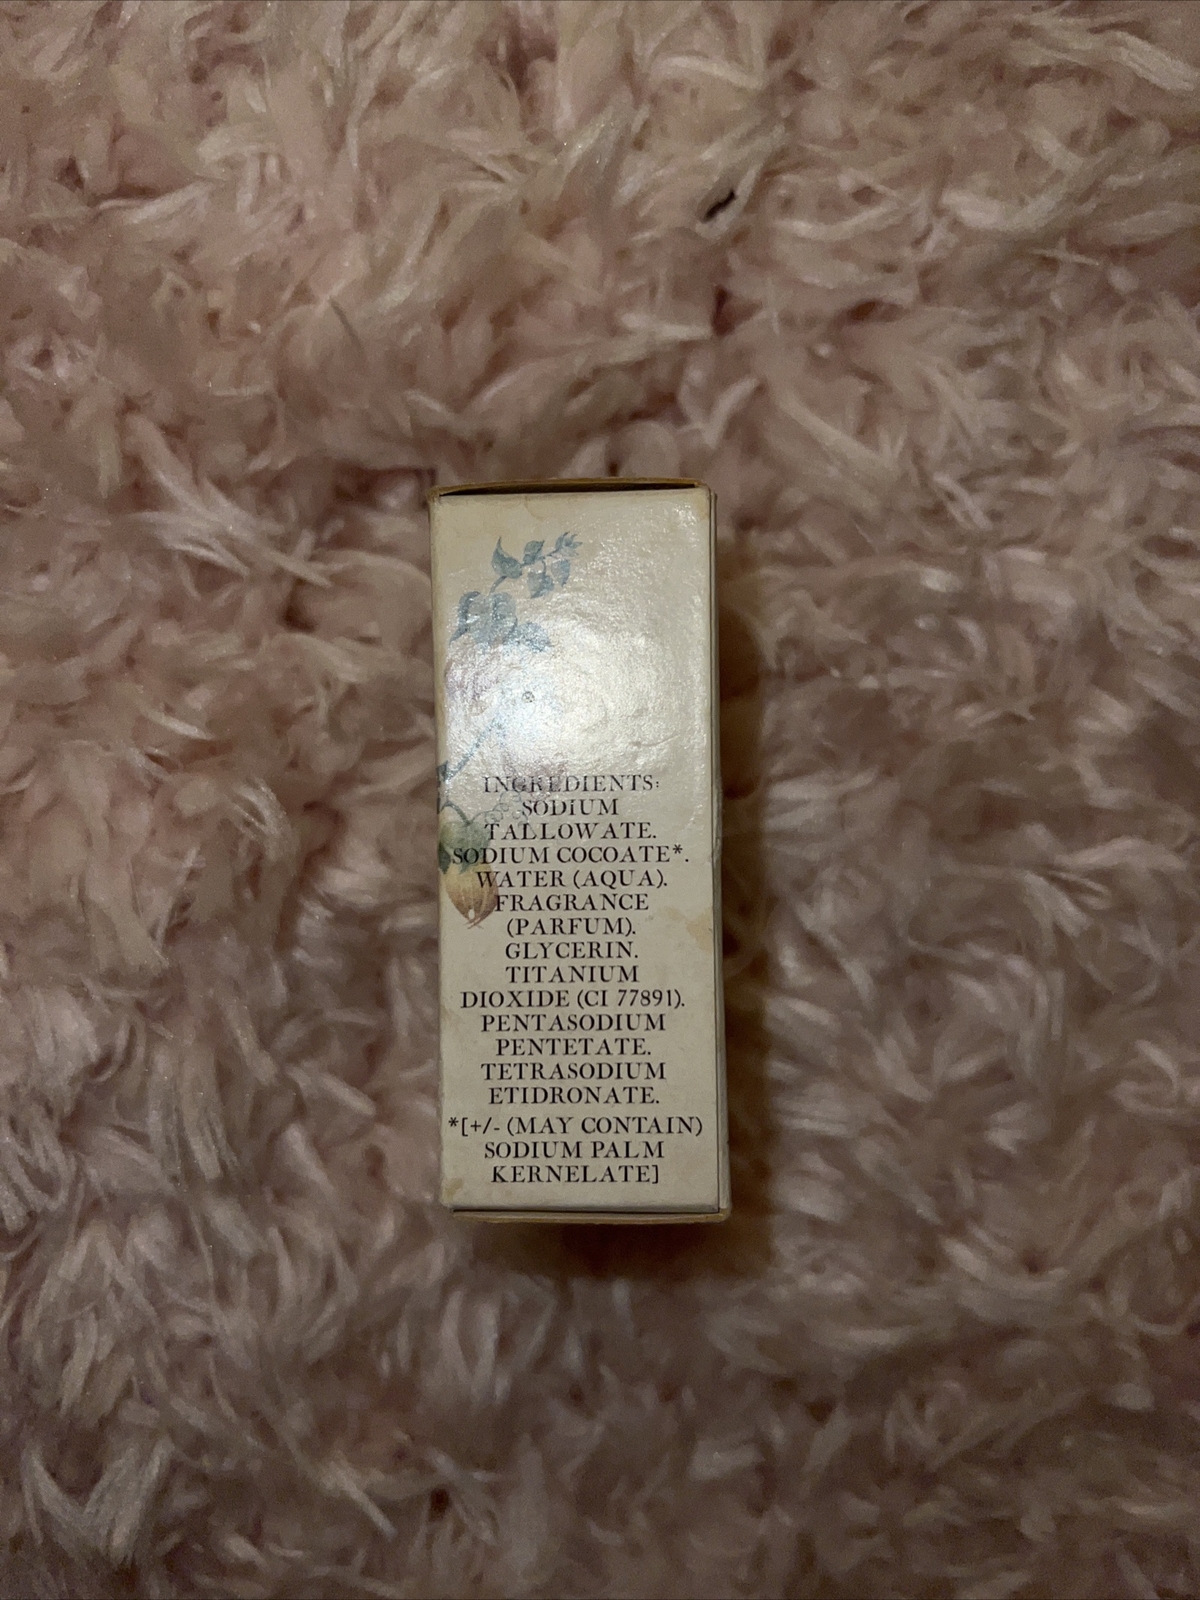 INGREDIENTS:
SODIUM
TALLOWATE.
SODIUM COCOATE*.
WATER (AQUA).
FRAGRANCE
(PARFUM).
GLYCERIN.
TITANIUM
DIOXIDE (CI 77891).
PENTASODIUM
PENTETATE.
TETRASODIUM
ETIDRONATE.
*[+/- (MAY CONTAIN)
SODIUM PALM
KERNELATE]